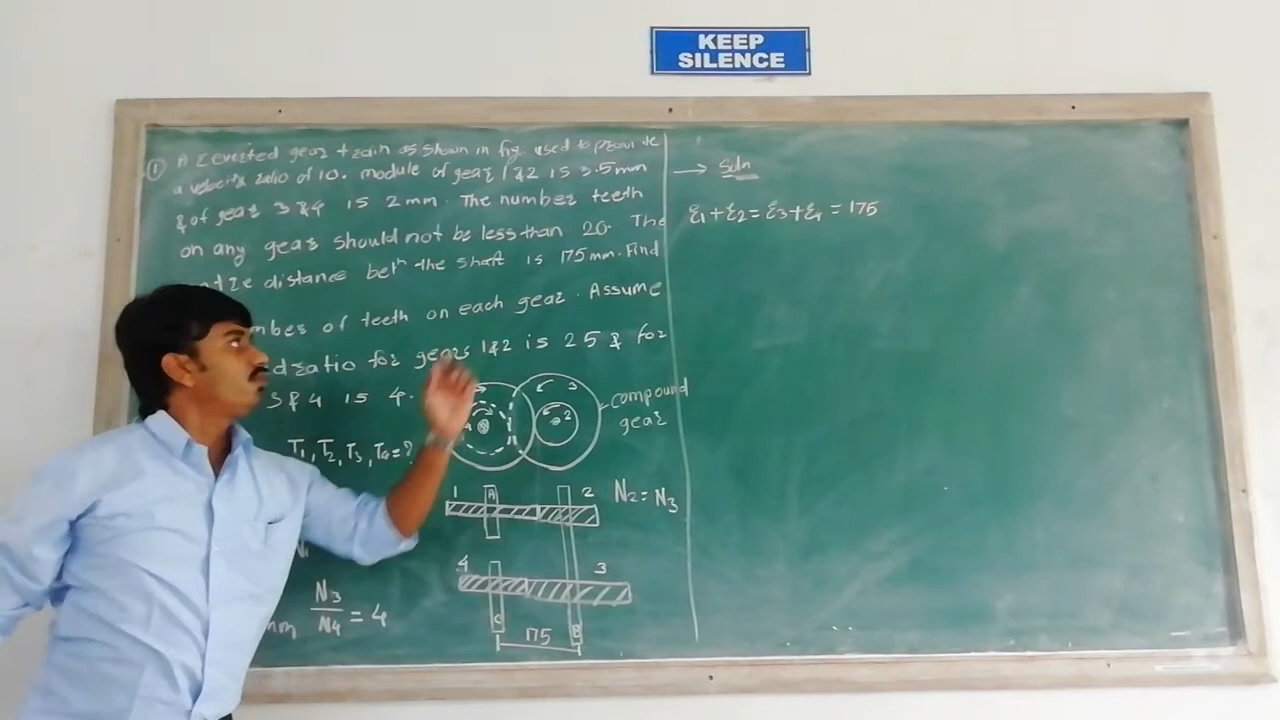 KEEP
SILENCE
① A reverted gear train as shown in fig used to provide
a velocity ratio of 10. module of gear 1&2 is 3.5mm
& of gear 3&4 is 2mm. The number teeth
on any gear should not be less than 20. The
distance betn the shaft is 175mm. Find
of teeth on each gear. Assume
ratio for gears 1&2 is 25 & for
3&4 is 4.
T1, T2, T3, T4=?
N3
N4 = 4
mm
3
2
compound
gear
1 A 2 N2 = N3
4 3
C B
175
→ Soln
r1+r2=r3+r4 = 175